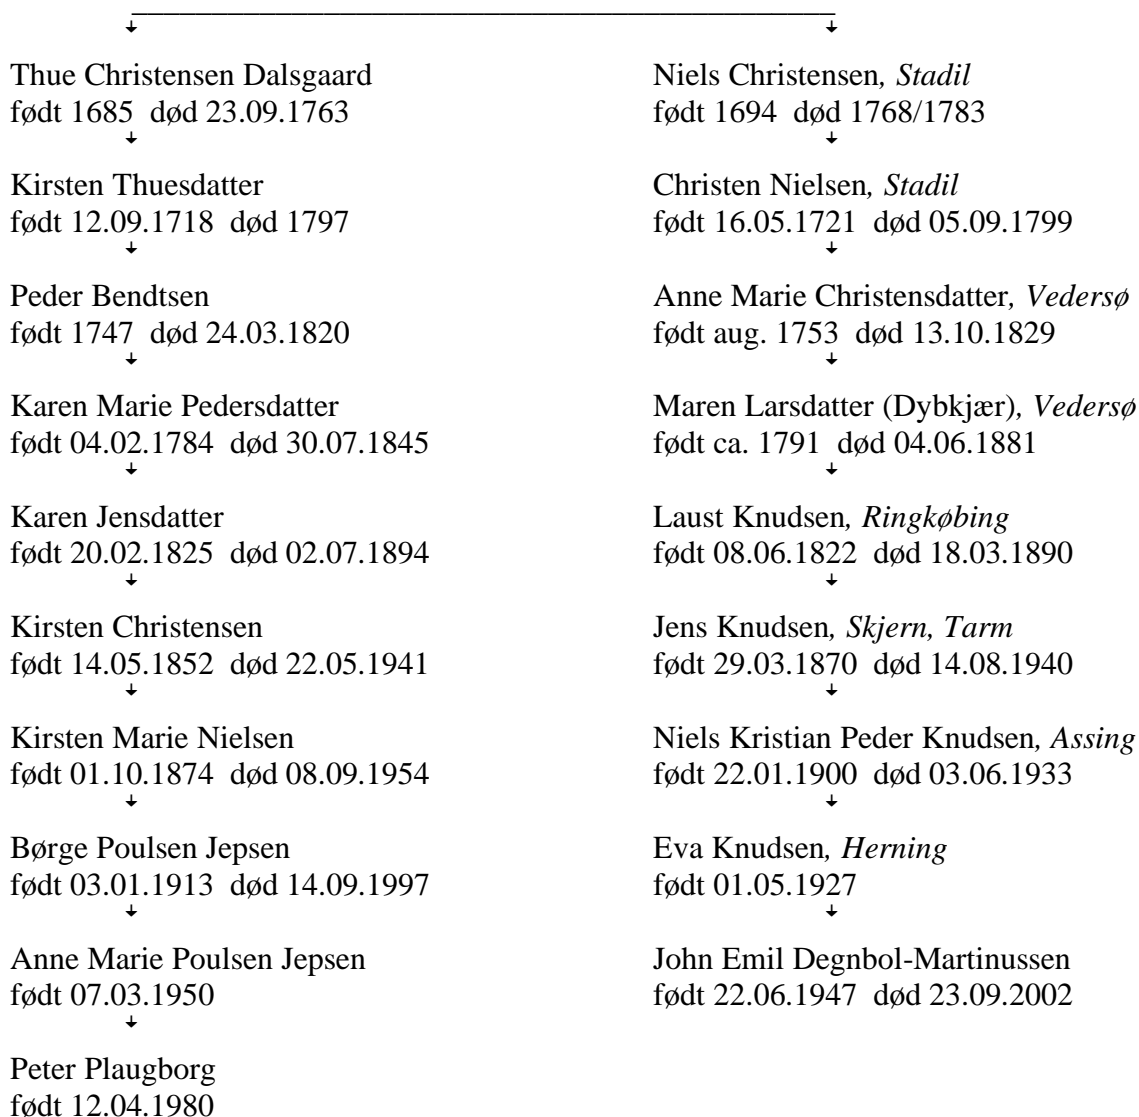 Thue Christensen Dalsgaard
født 1685 død 23.09.1763
Kirsten Thuesdatter
født 12.09.1718 død 1797
Peder Bendtsen
født 1747 død 24.03.1820
Karen Marie Pedersdatter
født 04.02.1784 død 30.07.1845
Karen Jensdatter
født 20.02.1825 død 02.07.1894
Kirsten Christensen
født 14.05.1852 død 22.05.1941
Kirsten Marie Nielsen
født 01.10.1874 død 08.09.1954
Børge Poulsen Jepsen
født 03.01.1913 død 14.09.1997
Anne Marie Poulsen Jepsen
født 07.03.1950
Peter Plaugborg
født 12.04.1980
Niels Christensen, Stadil
født 1694 død 1768/1783
Christen Nielsen, Stadil
født 16.05.1721 død 05.09.1799
Anne Marie Christensdatter, Vedersø
født aug. 1753 død 13.10.1829
Maren Larsdatter (Dybkjær), Vedersø
født ca. 1791 død 04.06.1881
Laust Knudsen, Ringkøbing
født 08.06.1822 død 18.03.1890
Jens Knudsen, Skjern, Tarm
født 29.03.1870 død 14.08.1940
Niels Kristian Peder Knudsen, Assing
født 22.01.1900 død 03.06.1933
Eva Knudsen, Herning
født 01.05.1927
John Emil Degnbol-Martinussen
født 22.06.1947 død 23.09.2002